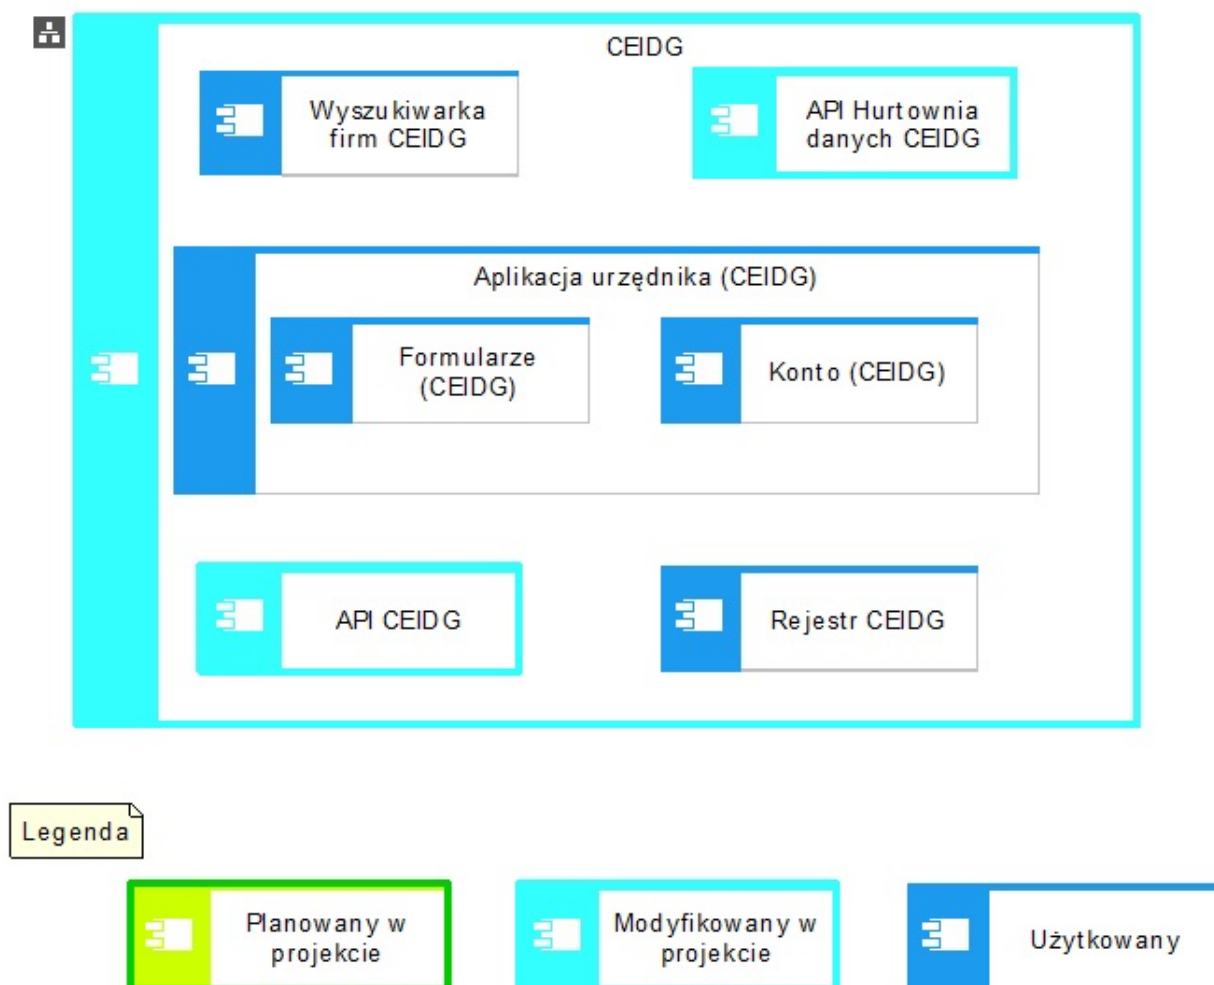 CEIDG
Wyszukiwarka
firm CEIDG
API Hurtownia
danych CEIDG
Aplikacja urzędnika (CEIDG)
Formularze
(CEIDG)
Konto (CEIDG)
API CEIDG
Rejestr CEIDG
Legenda
Planowany w
projekcie
Modyfikowany w
projekcie
Użytkowany